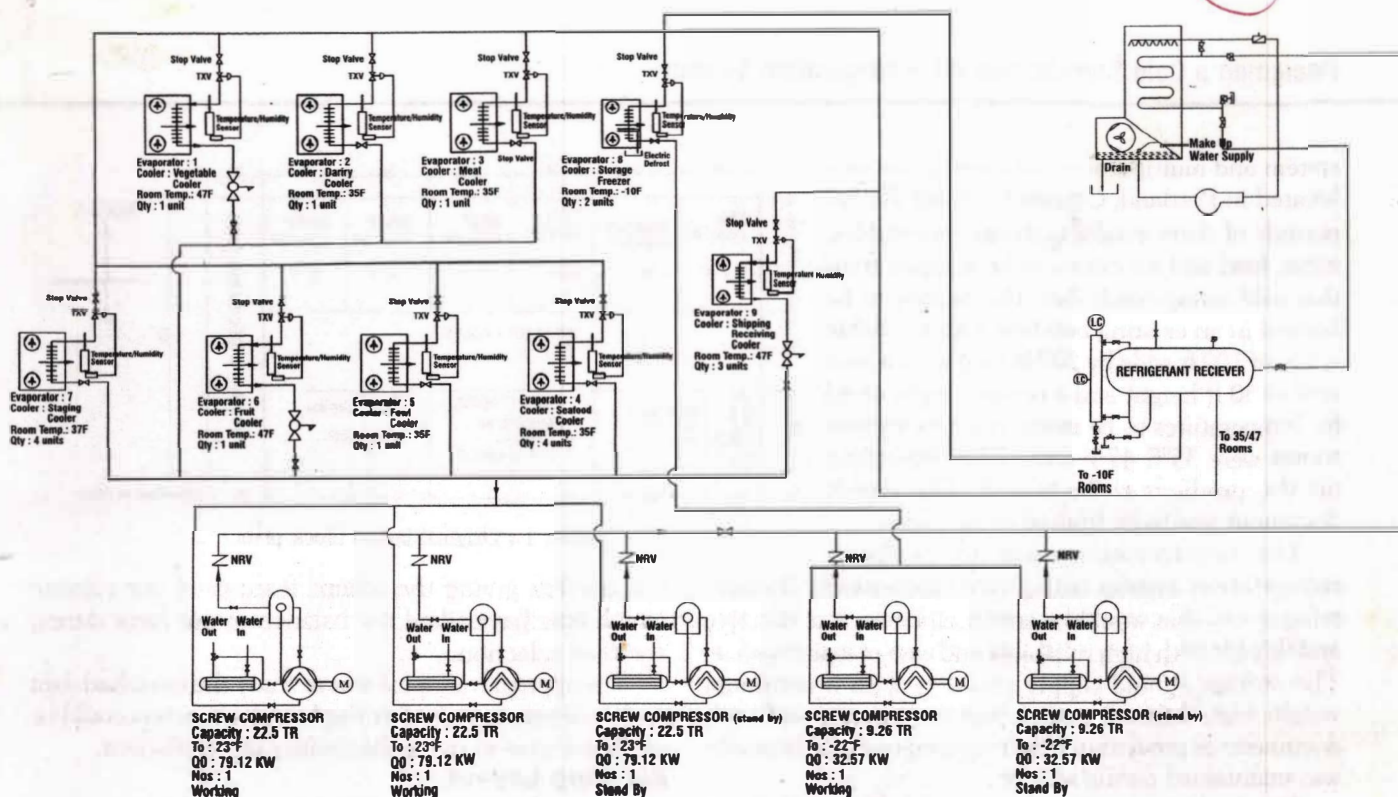 Stop Valve
TXV
Temperature/Humidity
Sensor
Evaporator : 1
Cooler : Vegetable
Cooler
Room Temp.: 47F
Qty : 1 unit
Stop Valve
TXV
Temperature/Humidity
Sensor
Evaporator : 2
Cooler : Dariry
Cooler
Room Temp.: 35F
Qty : 1 unit
Stop Valve
TXV
Temperature/Humidity
Sensor
Stop Valve
Evaporator : 3
Cooler : Meat
Cooler
Room Temp.: 35F
Qty : 1 unit
Stop Valve
TXV
Temperature/Humidity
Sensor
Electric
Defrost
Evaporator : 8
Cooler : Storage
Freezer
Room Temp.: -10F
Qty : 2 units
Make Up
Water Supply
Drain
Stop Valve
TXV
Temperature/Humidity
Sensor
Evaporator : 9
Cooler : Shipping
Receiving
Cooler
Room Temp.: 47F
Qty : 3 units
Stop Valve
TXV
Temperature/Humidity
Sensor
Evaporator : 7
Cooler : Staging
Cooler
Room Temp.: 37F
Qty : 4 units
Stop Valve
TXV
Temperature/Humidity
Sensor
Evaporator : 6
Cooler : Fruit
Cooler
Room Temp.: 47F
Qty : 1 unit
Stop Valve
TXV
Temperature/Humidity
Sensor
Evaporator : 5
Cooler : Fowl
Cooler
Room Temp.: 35F
Qty : 1 unit
Stop Valve
TXV
Temperature/Humidity
Sensor
Evaporator : 4
Cooler : Seafood
Cooler
Room Temp.: 35F
Qty : 4 units
LC
LC
REFRIGERANT RECIEVER
To 35/47
Rooms
To -10F
Rooms
NRV
Water Out
Water In
M
SCREW COMPRESSOR
Capacity : 22.5 TR
To : 23°F
Q0 : 79.12 KW
Nos : 1
Working
NRV
Water Out
Water In
M
SCREW COMPRESSOR
Capacity : 22.5 TR
To : 23°F
Q0 : 79.12 KW
Nos : 1
Working
NRV
Water Out
Water In
M
SCREW COMPRESSOR (stand by)
Capacity : 22.5 TR
To : 23°F
Q0 : 79.12 KW
Nos : 1
Stand By
NRV
Water Out
Water In
M
SCREW COMPRESSOR
Capacity : 9.26 TR
To : -22°F
Q0 : 32.57 KW
Nos : 1
Working
NRV
Water Out
Water In
M
SCREW COMPRESSOR (stand by)
Capacity : 9.26 TR
To : -22°F
Q0 : 32.57 KW
Nos : 1
Stand By